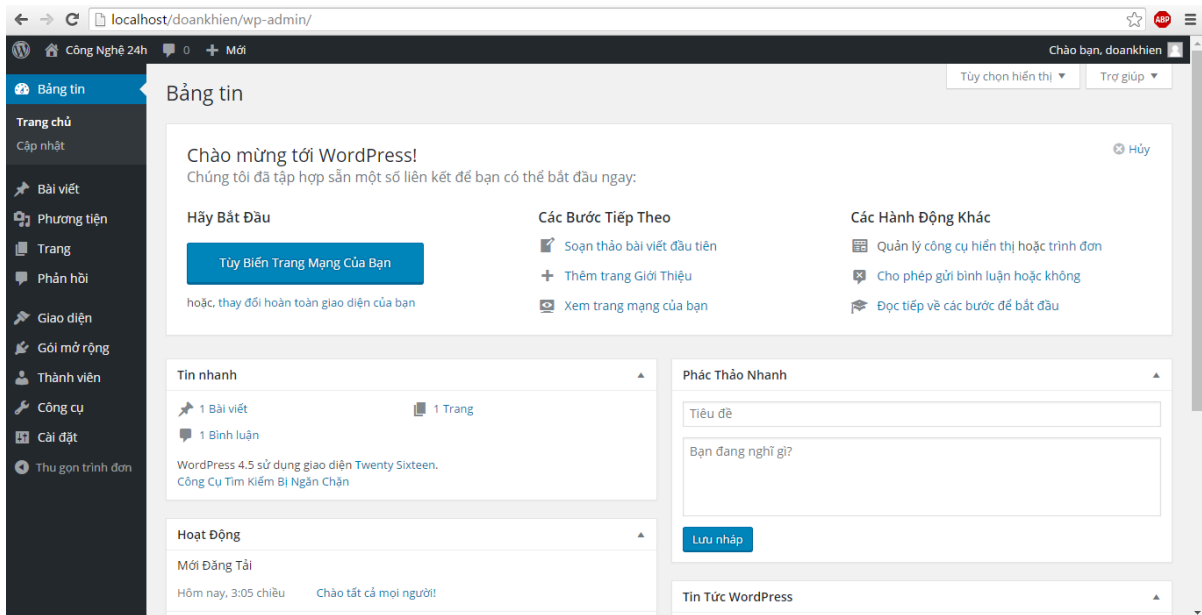 localhost/doankhien/wp-admin/
ABP
Công Nghệ 24h 0 Mới Chào bạn, doankhien
Bảng tin
Trang chủ
Cập nhật
Bài viết
Phương tiện
Trang
Phản hồi
Giao diện
Gói mở rộng
Thành viên
Công cụ
Cài đặt
Thu gọn trình đơn
Tùy chọn hiển thị ▼ Trợ giúp ▼
Bảng tin
Chào mừng tới WordPress!
Hủy
Chúng tôi đã tập hợp sẵn một số liên kết để bạn có thể bắt đầu ngay:
Hãy Bắt Đầu
Tùy Biến Trang Mạng Của Bạn
hoặc, thay đổi hoàn toàn giao diện của bạn
Các Bước Tiếp Theo
Soạn thảo bài viết đầu tiên
Thêm trang Giới Thiệu
Xem trang mạng của bạn
Các Hành Động Khác
Quản lý công cụ hiển thị hoặc trình đơn
Cho phép gửi bình luận hoặc không
Đọc tiếp về các bước để bắt đầu
Tin nhanh
1 Bài viết 1 Trang
1 Bình luận
WordPress 4.5 sử dụng giao diện Twenty Sixteen.
Công Cụ Tìm Kiếm Bị Ngăn Chặn
Hoạt Động
Mới Đăng Tải
Hôm nay, 3:05 chiều Chào tất cả mọi người!
Phác Thảo Nhanh
Tiêu đề
Bạn đang nghĩ gì?
Lưu nháp
Tin Tức WordPress